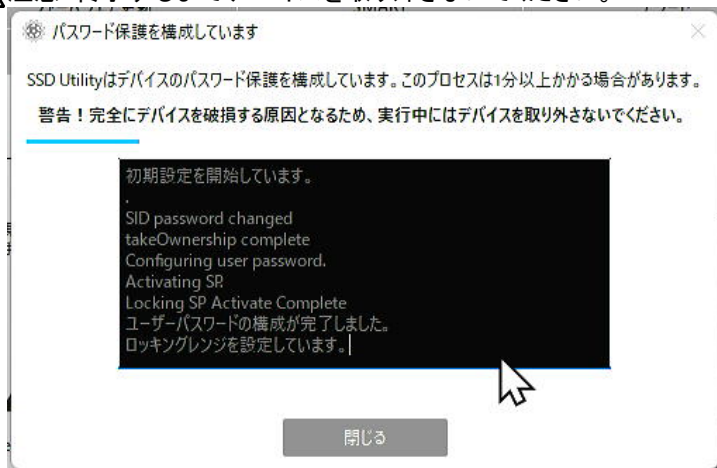 パスワード保護を構成しています
SSD Utilityはデバイスのパスワード保護を構成しています。このプロセスは1分以上かかる場合があります。
警告！完全にデバイスを破損する原因となるため、実行中にはデバイスを取り外さないでください。
初期設定を開始しています。
.
SID password changed
takeOwnership complete
Configuring user password.
Activating SP.
Locking SP Activate Complete
ユーザーパスワードの構成が完了しました。
ロッキングレンジを設定しています。
閉じる